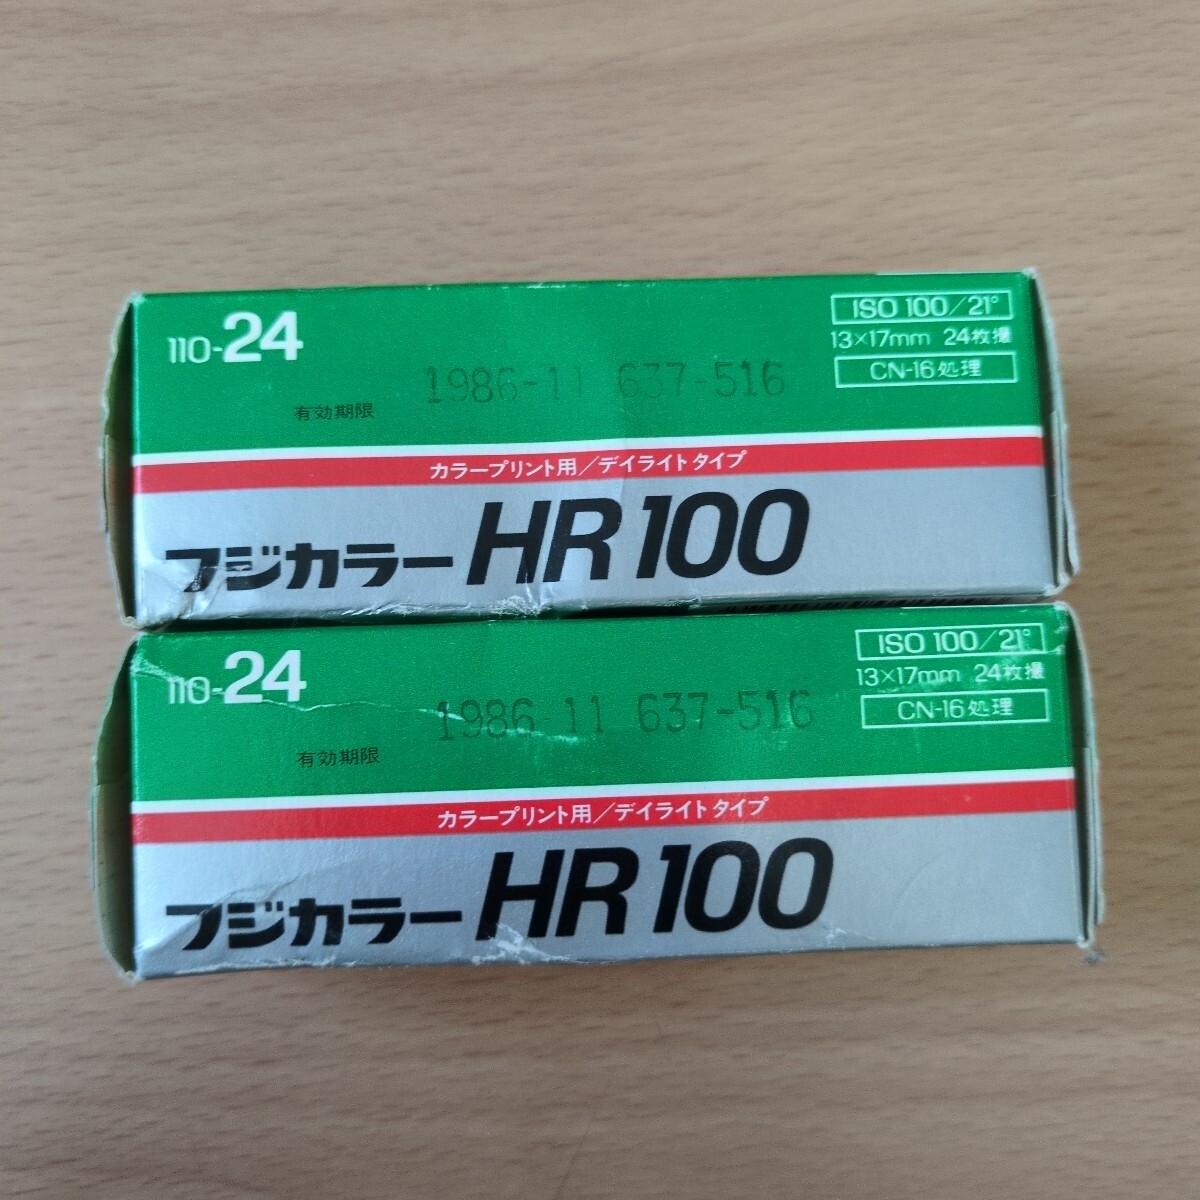 110-24
ISO 100/21°
13×17mm 24枚撮
CN-16処理
有効期限
1986-11 637-516
カラープリント用/デイライトタイプ
フジカラー HR100
110-24
ISO 100/21°
13×17mm 24枚撮
CN-16処理
有効期限
1986-11 637-516
カラープリント用/デイライトタイプ
フジカラー HR100